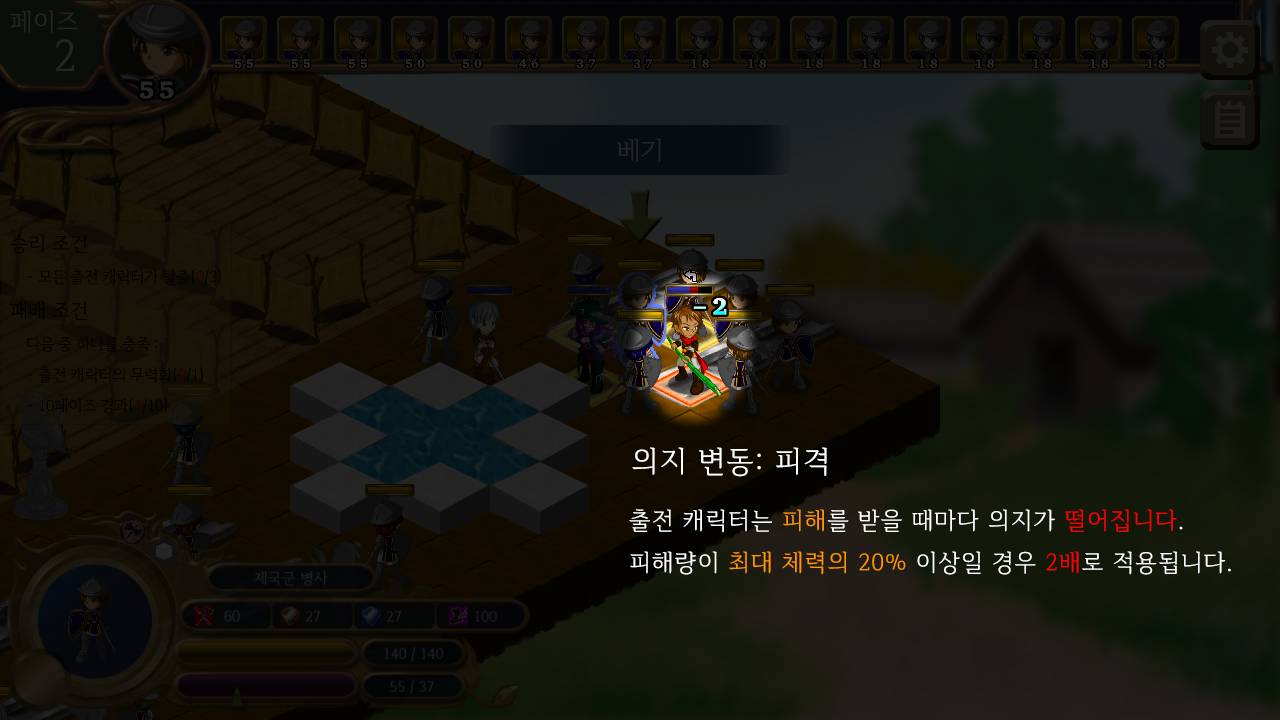 페이즈
2
55
55 55 55 50 50 46 37 37 18 18 18 18 18 18 18 18 18
베기
승리 조건
- 모든 출전 캐릭터가 탈출(0/3)
패배 조건
다음 중 하나를 충족 :
- 출전 캐릭터의 무력화(0/1)
- 10페이즈 경과(1/10)
-2
의지 변동: 피격
출전 캐릭터는 피해를 받을 때마다 의지가 떨어집니다.
피해량이 최대 체력의 20% 이상일 경우 2배로 적용됩니다.
제국군 병사
60 27 27 100
140 / 140
55 / 37